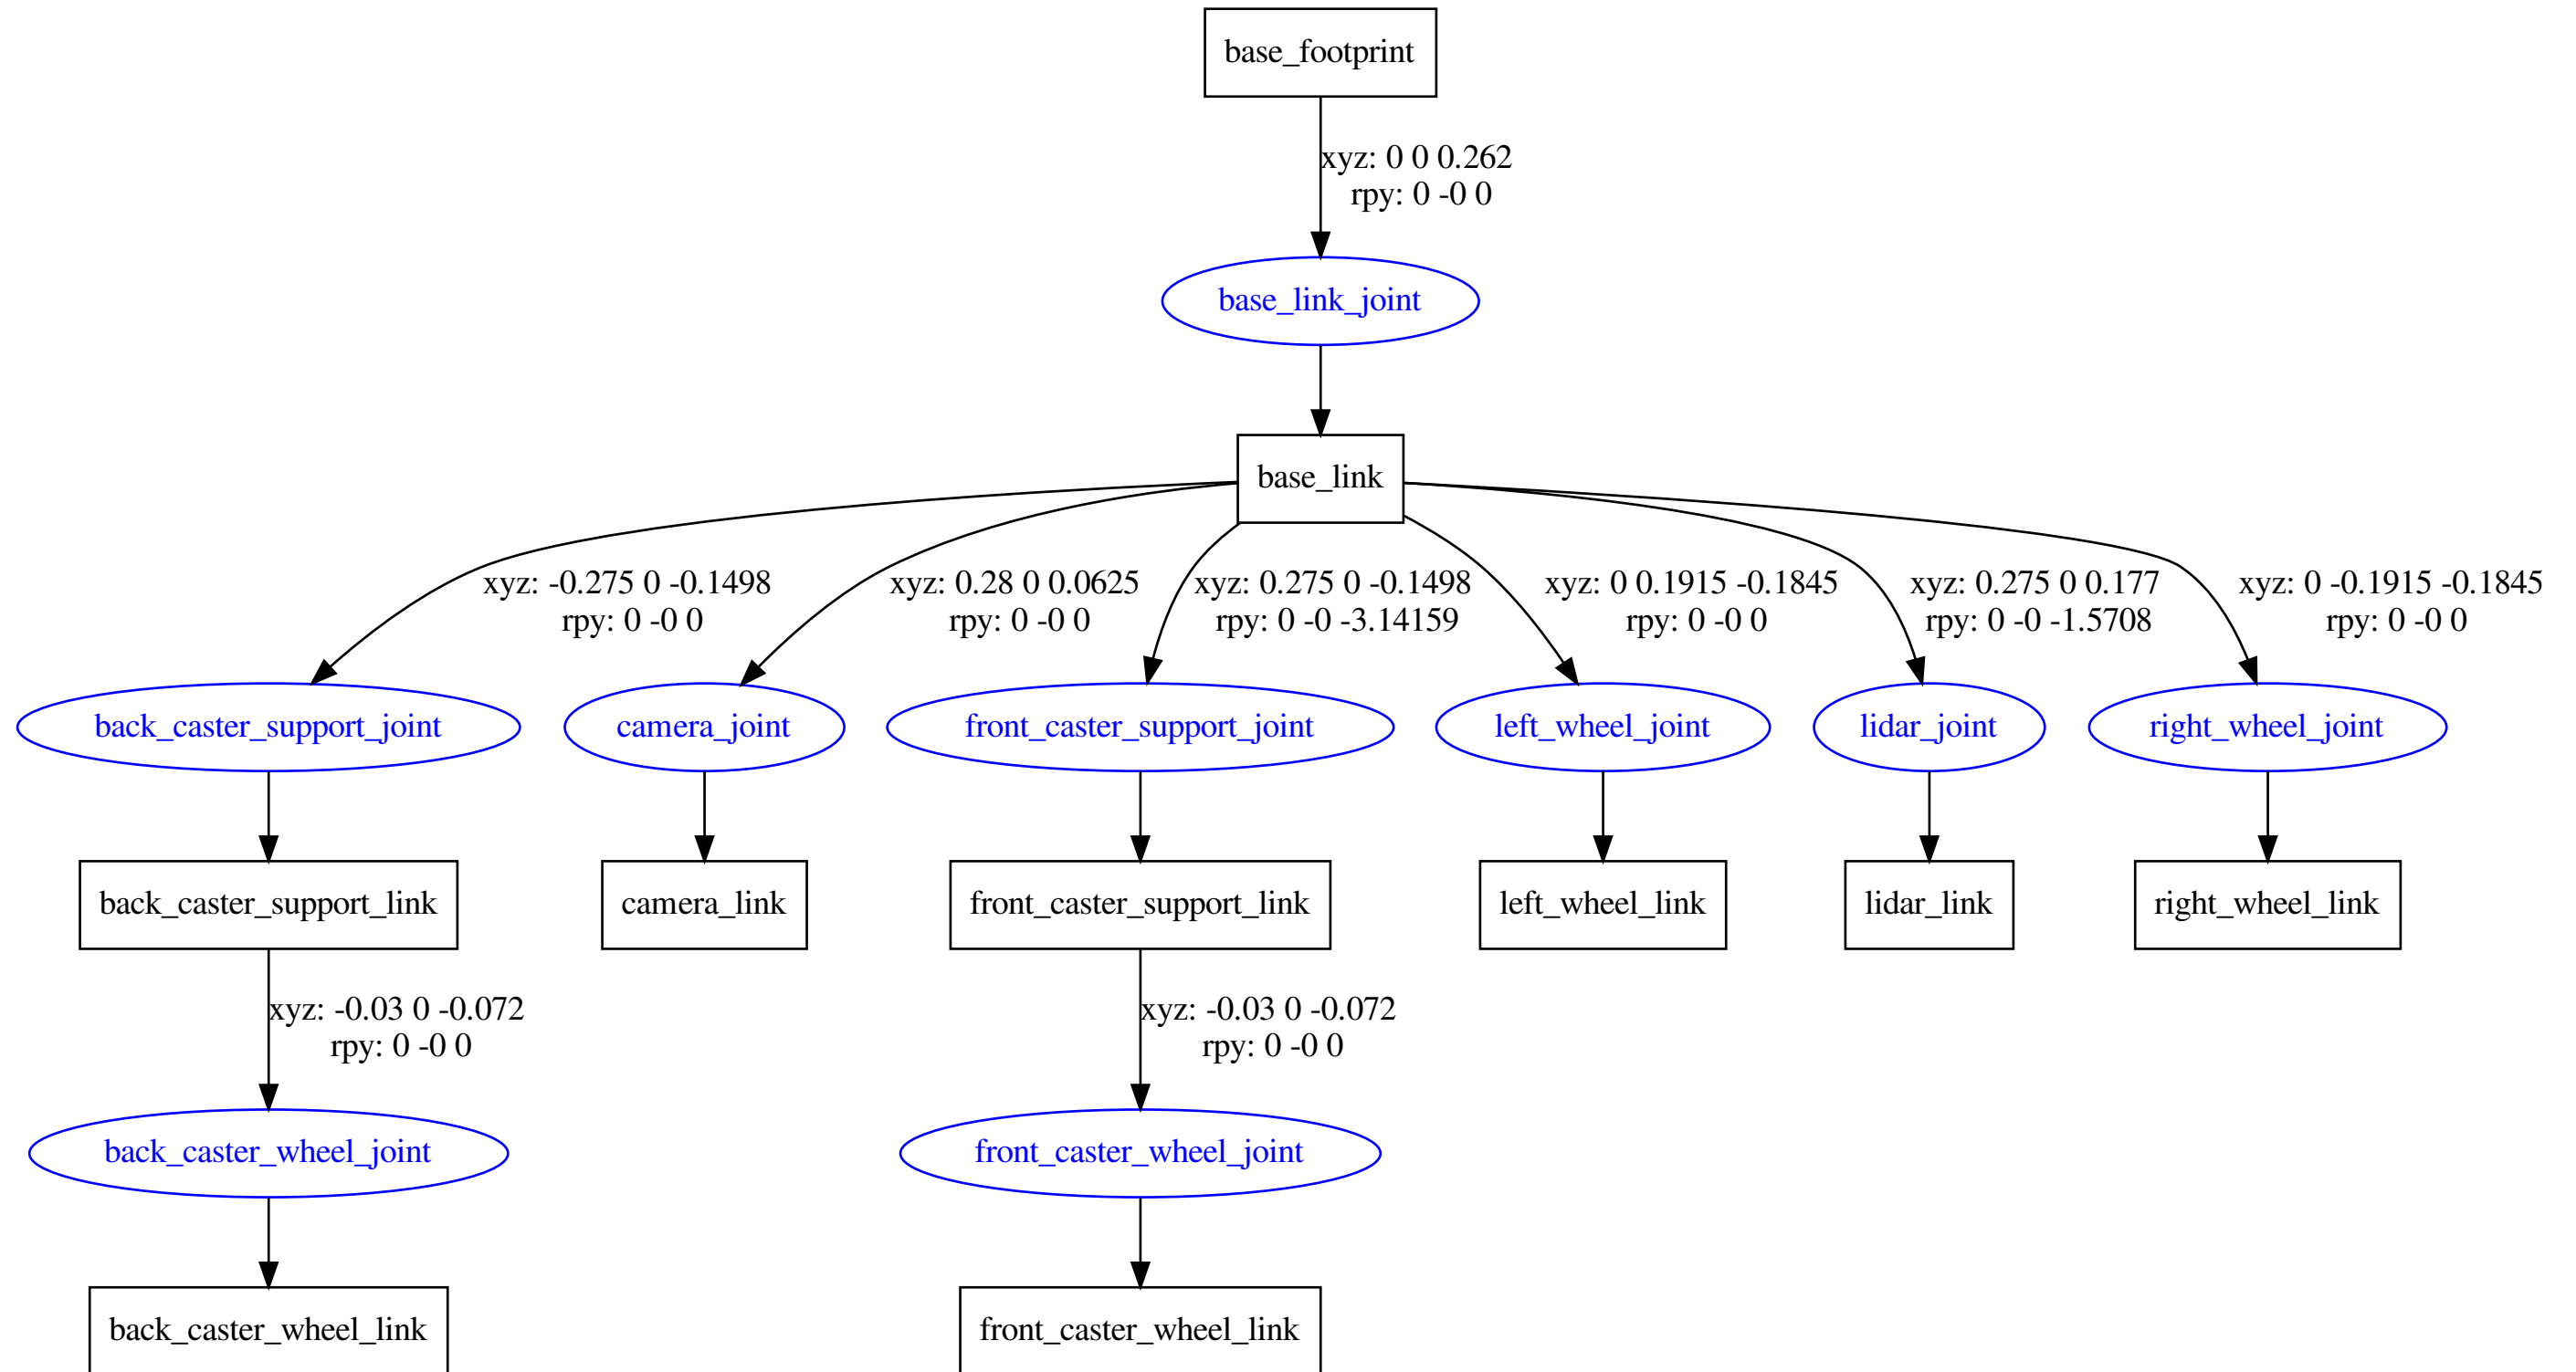 base_footprint
xyz: 0 0 0.262
rpy: 0 -0 0
base_link_joint
base_link
xyz: -0.275 0 -0.1498
rpy: 0 -0 0
xyz: 0.28 0 0.0625
rpy: 0 -0 0
xyz: 0.275 0 -0.1498
rpy: 0 -0 -3.14159
xyz: 0 0.1915 -0.1845
rpy: 0 -0 0
xyz: 0.275 0 0.177
rpy: 0 -0 -1.5708
xyz: 0 -0.1915 -0.1845
rpy: 0 -0 0
back_caster_support_joint
camera_joint
front_caster_support_joint
left_wheel_joint
lidar_joint
right_wheel_joint
back_caster_support_link
camera_link
front_caster_support_link
left_wheel_link
lidar_link
right_wheel_link
xyz: -0.03 0 -0.072
rpy: 0 -0 0
xyz: -0.03 0 -0.072
rpy: 0 -0 0
back_caster_wheel_joint
front_caster_wheel_joint
back_caster_wheel_link
front_caster_wheel_link